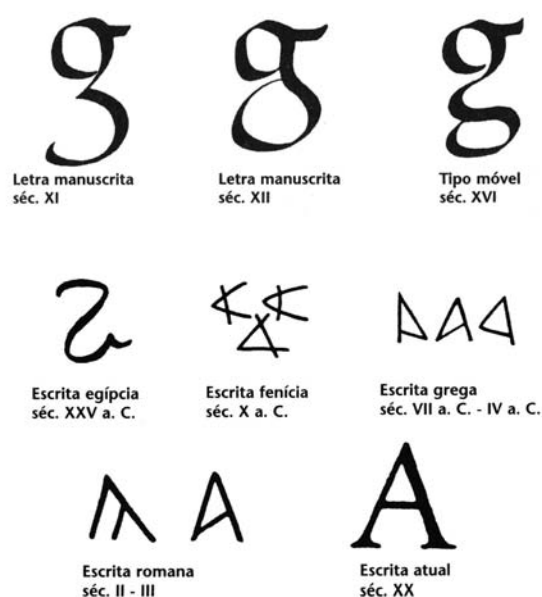 g g g
Letra manuscrita séc. XI
Letra manuscrita séc. XII
Tipo móvel séc. XVI
Escrita egípcia séc. XXV a. C.
Escrita fenícia séc. X a. C.
Escrita grega séc. VII a. C. - IV a. C.
A
Escrita romana séc. II - III
Escrita atual séc. XX